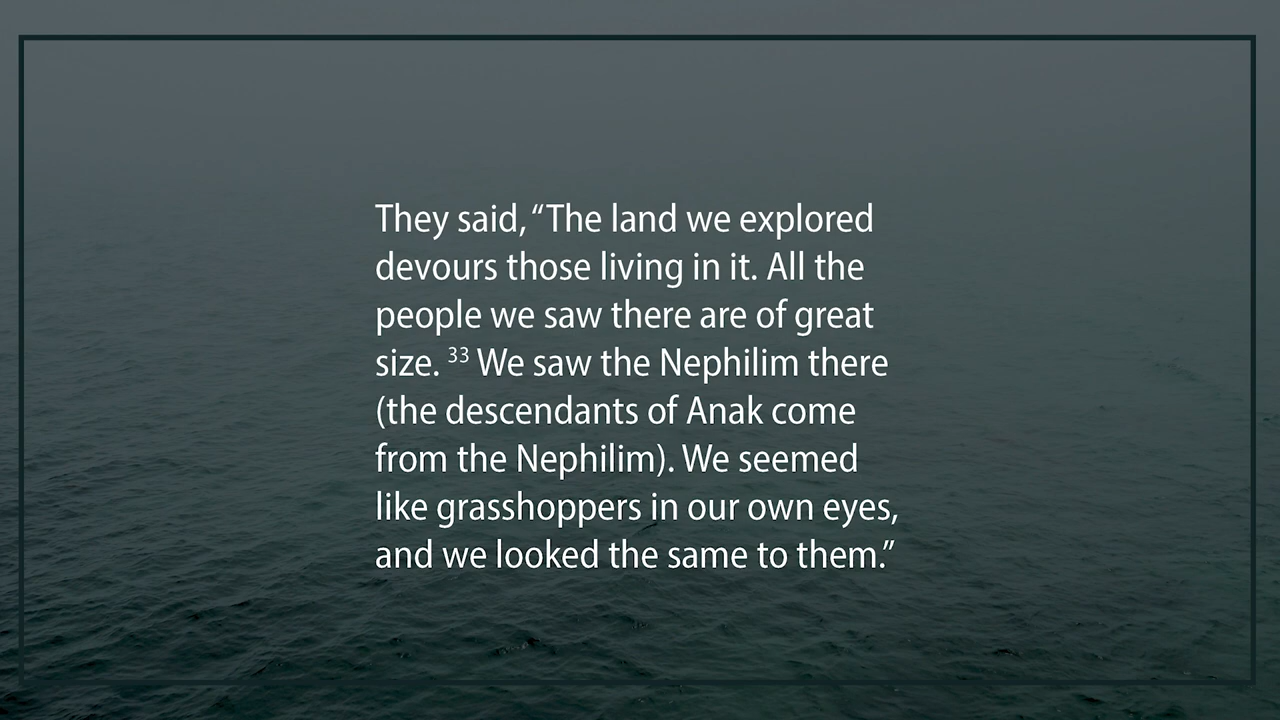 They said, “The land we explored
devours those living in it. All the
people we saw there are of great
size. 33 We saw the Nephilim there
(the descendants of Anak come
from the Nephilim). We seemed
like grasshoppers in our own eyes,
and we looked the same to them.”